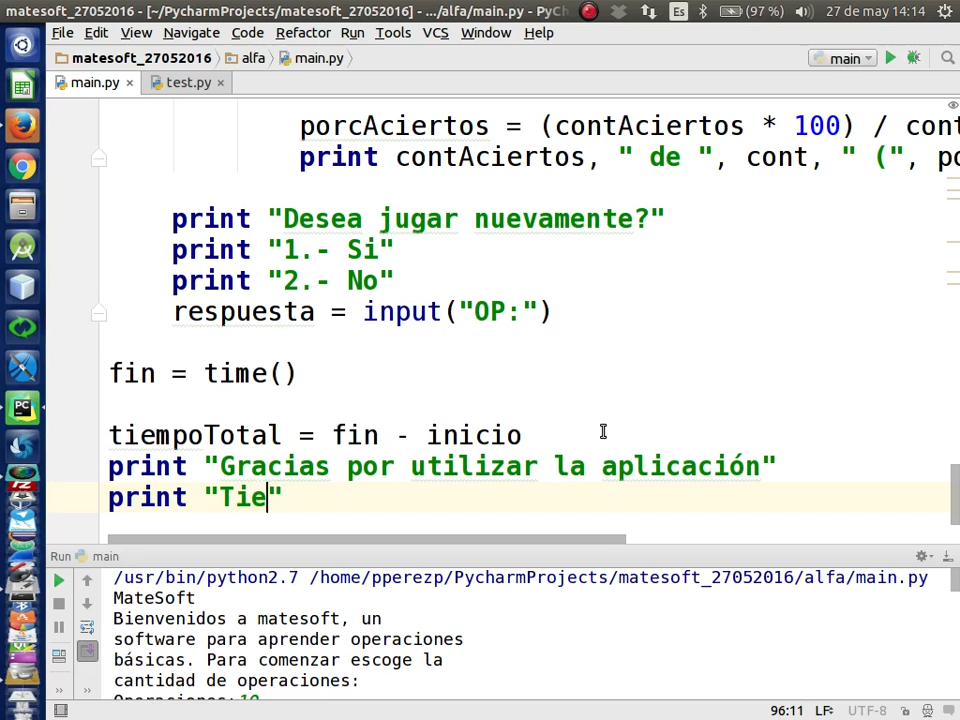 matesoft_27052016 - [~/PycharmProjects/matesoft_27052016] - .../alfa/main.py - PyCh
Es
(97 %)
27 de may 14:14
File Edit View Navigate Code Refactor Run Tools VCS Window Help
matesoft_27052016 alfa main.py
main
main.py × test.py ×
porcAciertos = (contAciertos * 100) / cont
print contAciertos, " de ", cont, " (", po
print "Desea jugar nuevamente?"
print "1.- Si"
print "2.- No"
respuesta = input("OP:")
fin = time()
tiempoTotal = fin - inicio
print "Gracias por utilizar la aplicación"
print "Tie"
Run main
/usr/bin/python2.7 /home/pperezp/PycharmProjects/matesoft_27052016/alfa/main.py
MateSoft
Bienvenidos a matesoft, un
software para aprender operaciones
básicas. Para comenzar escoge la
cantidad de operaciones:
Operaciones:10
96:11 LF÷ UTF-8